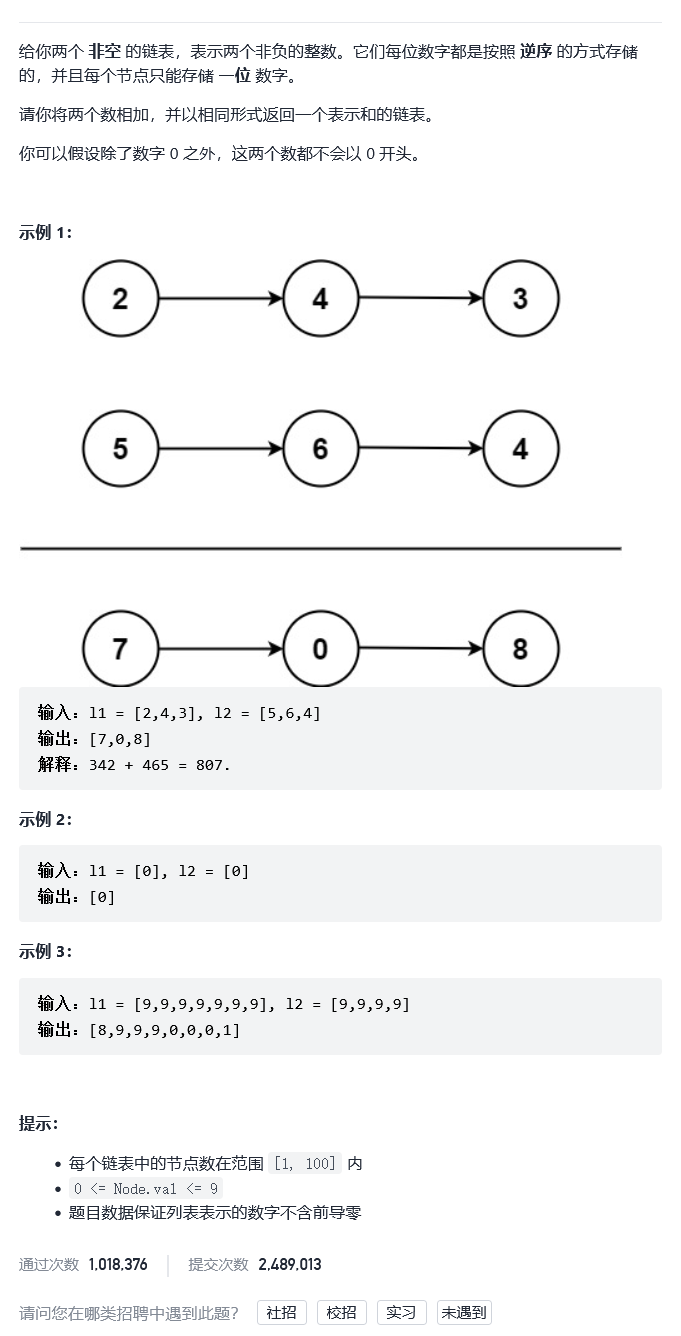 给你两个 非空 的链表，表示两个非负的整数。它们每位数字都是按照 逆序 的方式存储
的，并且每个节点只能存储 一位 数字。
请你将两个数相加，并以相同形式返回一个表示和的链表。
你可以假设除了数字 0 之外，这两个数都不会以 0 开头。
示例 1：
2 4 3
5 6 4
7 0 8
输入：l1 = [2,4,3], l2 = [5,6,4]
输出：[7,0,8]
解释：342 + 465 = 807.
示例 2：
输入：l1 = [0], l2 = [0]
输出：[0]
示例 3：
输入：l1 = [9,9,9,9,9,9,9], l2 = [9,9,9,9]
输出：[8,9,9,9,0,0,0,1]
提示：
• 每个链表中的节点数在范围 [1, 100] 内
• 0 <= Node.val <= 9
• 题目数据保证列表表示的数字不含前导零
通过次数 1,018,376 提交次数 2,489,013
请问您在哪类招聘中遇到此题？ 社招 校招 实习 未遇到